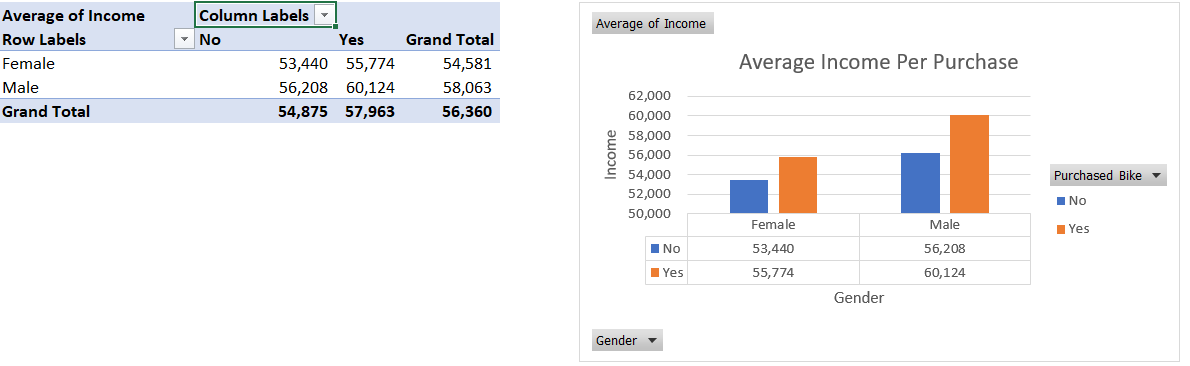 Average of Income Column Labels
Row Labels No Yes Grand Total
Female 53,440 55,774 54,581
Male 56,208 60,124 58,063
Grand Total 54,875 57,963 56,360
Average of Income
Average Income Per Purchase
62,000
60,000
58,000
56,000
54,000
52,000
50,000
Income
Female Male
No 53,440 56,208
Yes 55,774 60,124
Gender
Purchased Bike
No
Yes
Gender